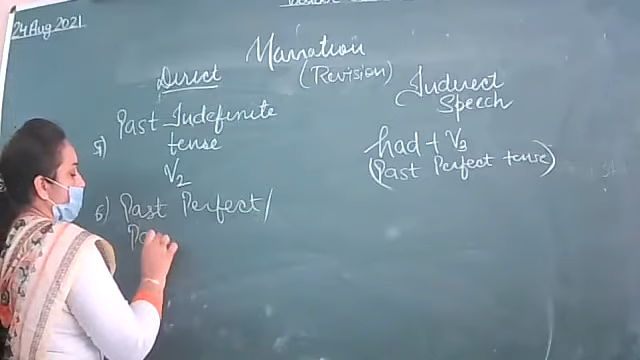 24 Aug 2021
Narration
(Revision)
Direct
Indirect
Speech
5) Past Indefinite
tense
V2
had + V3
(Past Perfect tense)
6) Past Perfect/
Pa